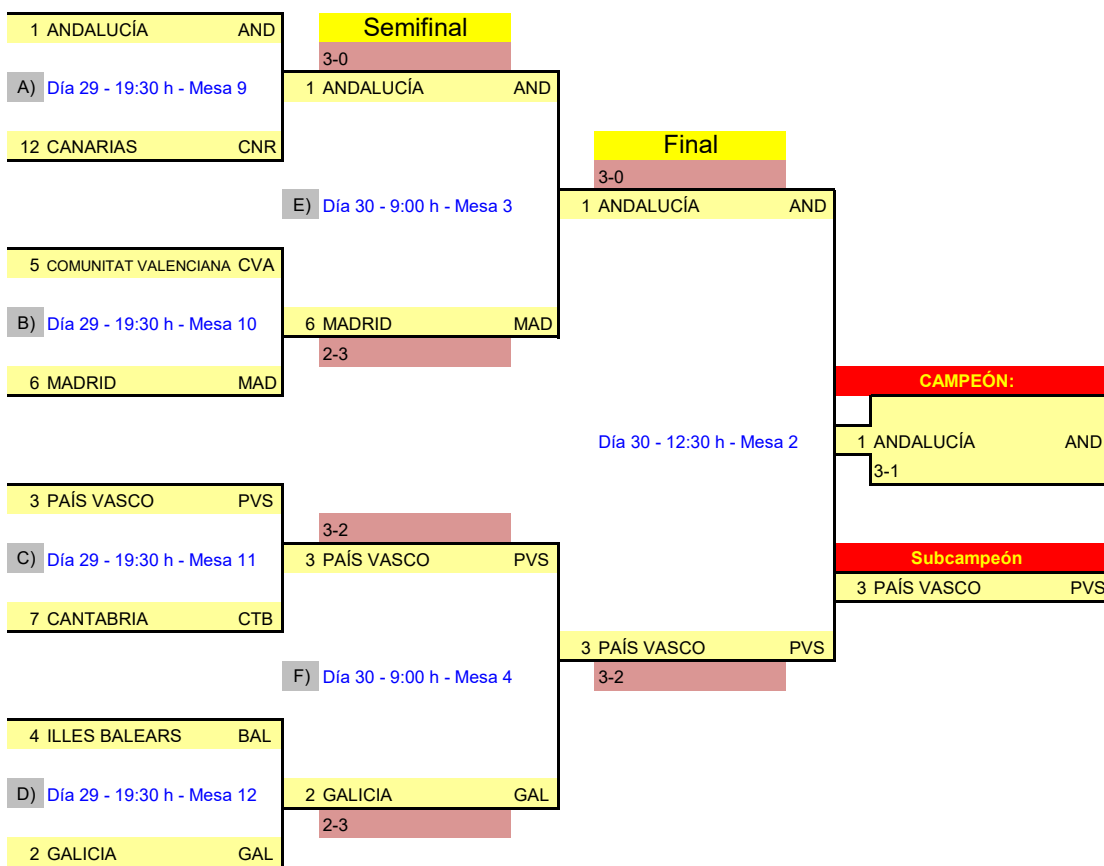 1 ANDALUCÍA AND
Semifinal
3-0
A) Día 29 - 19:30 h - Mesa 9
1 ANDALUCÍA AND
12 CANARIAS CNR
Final
3-0
E) Día 30 - 9:00 h - Mesa 3
1 ANDALUCÍA AND
5 COMUNITAT VALENCIANA CVA
B) Día 29 - 19:30 h - Mesa 10
6 MADRID MAD
2-3
6 MADRID MAD
CAMPEÓN:
Día 30 - 12:30 h - Mesa 2
1 ANDALUCÍA AND
3-1
3 PAÍS VASCO PVS
3-2
C) Día 29 - 19:30 h - Mesa 11
3 PAÍS VASCO PVS
Subcampeón
3 PAÍS VASCO PVS
7 CANTABRIA CTB
3 PAÍS VASCO PVS
F) Día 30 - 9:00 h - Mesa 4
3-2
4 ILLES BALEARS BAL
D) Día 29 - 19:30 h - Mesa 12
2 GALICIA GAL
2-3
2 GALICIA GAL